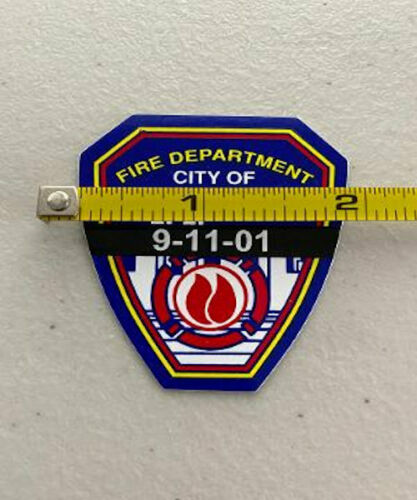 FIRE DEPARTMENT
CITY OF
1 2
9-11-01